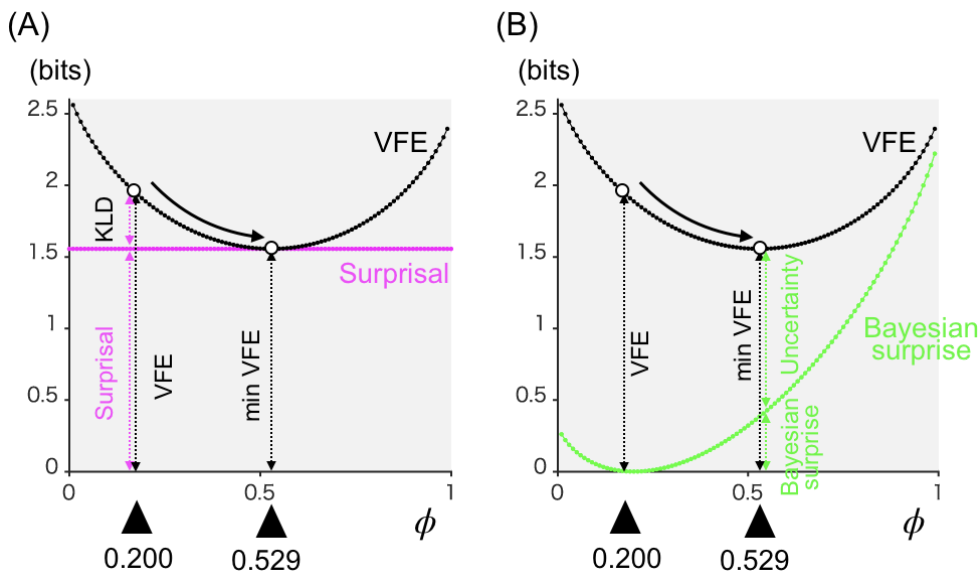 (A)
(bits)
2.5
2
1.5
1
0.5
0
0
0.5
1
VFE
KLD
Surprisal
Surprisal
VFE
min VFE
ϕ
0.200
0.529
(B)
(bits)
2.5
2
1.5
1
0.5
0
0
0.5
1
VFE
VFE
min VFE
Uncertainty
Bayesian
surprise
Bayesian
surprise
ϕ
0.200
0.529